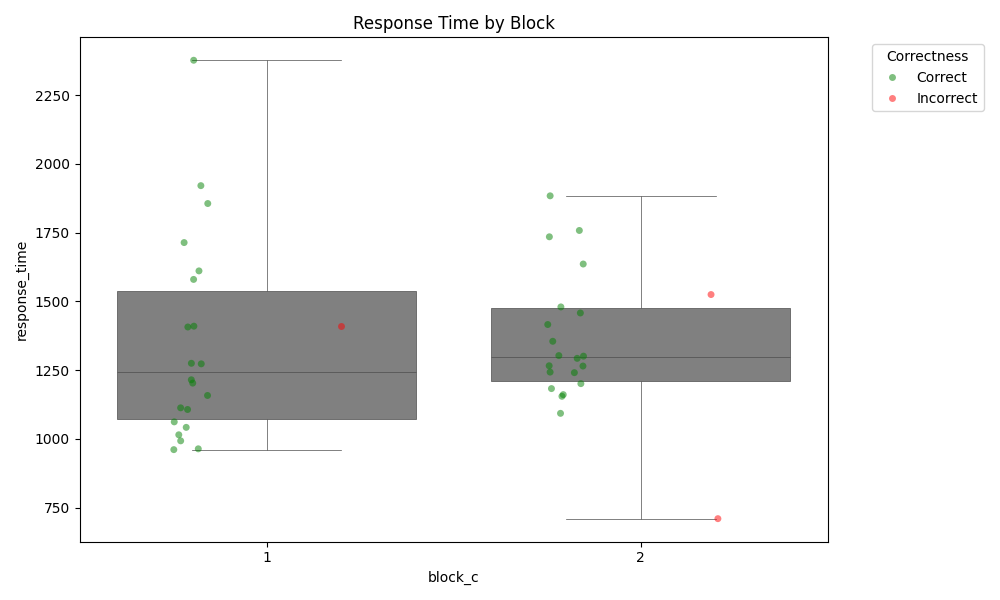 Response Time by Block
Correctness
Correct
Incorrect
2250
2000
1750
1500
1250
1000
750
response_time
1
2
block_c